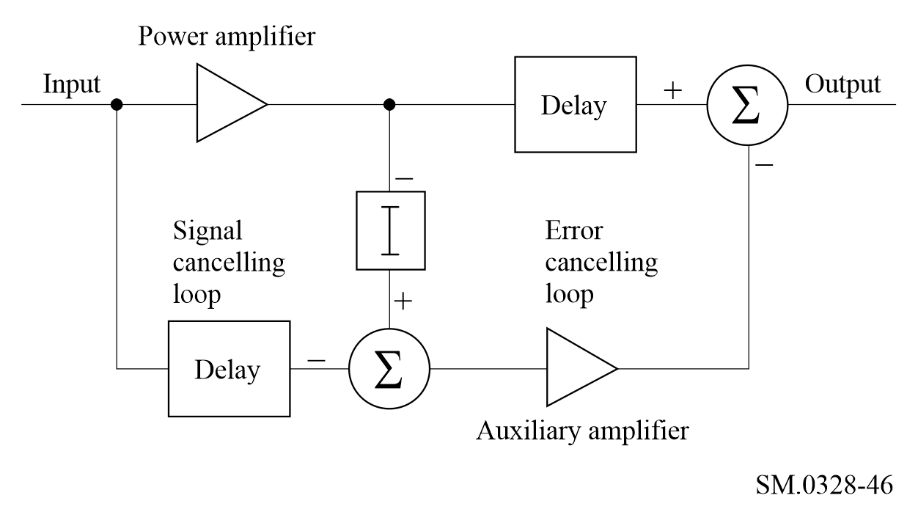 Power amplifier
Input
Delay
+
Σ
Output
−
−
Signal
cancelling
loop
Error
cancelling
loop
+
Delay
−
Σ
Auxiliary amplifier
SM.0328-46